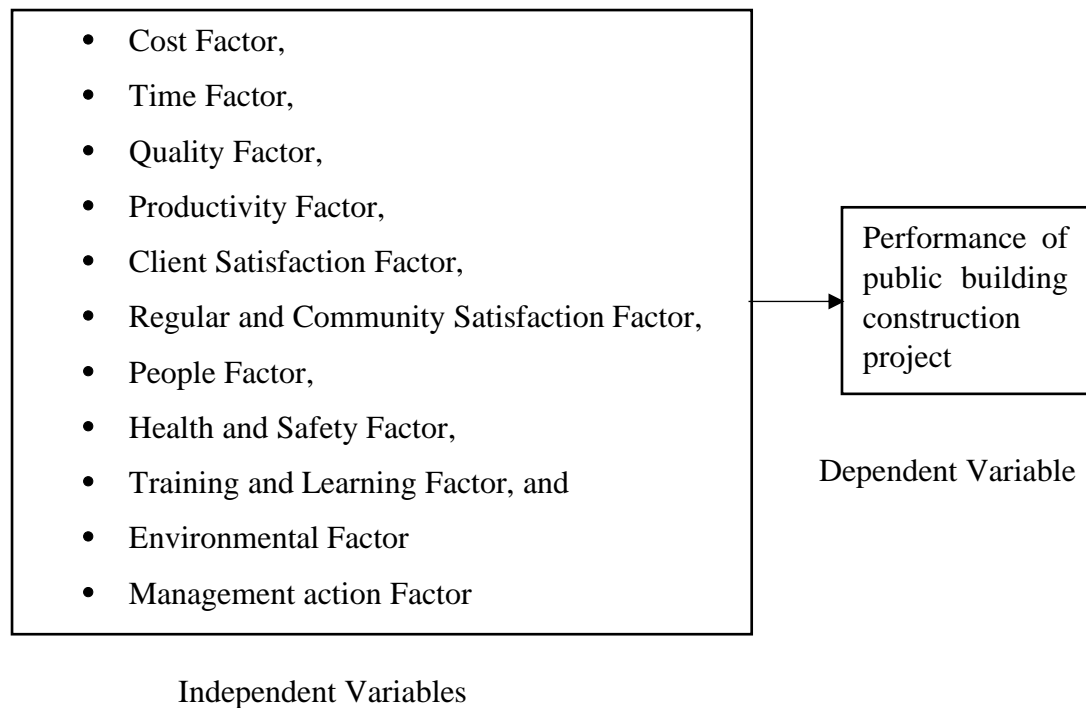 • Cost Factor,
• Time Factor,
• Quality Factor,
• Productivity Factor,
• Client Satisfaction Factor,
• Regular and Community Satisfaction Factor,
• People Factor,
• Health and Safety Factor,
• Training and Learning Factor, and
• Environmental Factor
• Management action Factor
Independent Variables
Performance of
public building
construction
project
Dependent Variable